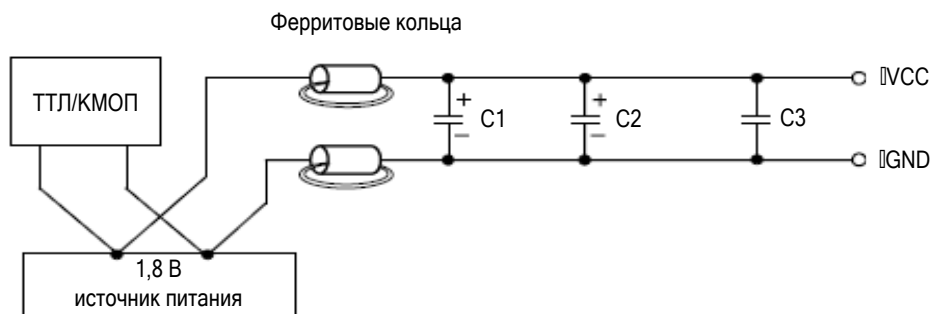 Ферритовые кольца
ТТЛ/КМОП
VCC
+
+
C1
C2
C3
–
–
GND
1,8 В
источник питания